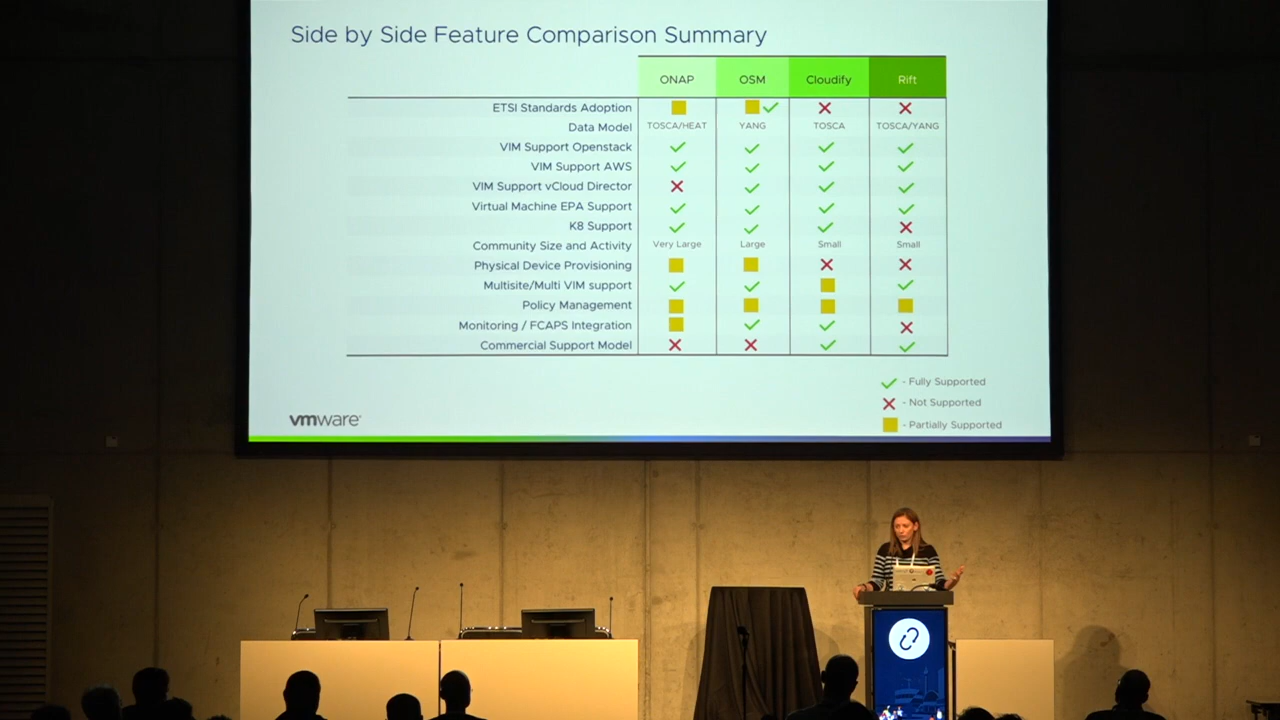 Side by Side Feature Comparison Summary
ONAP OSM Cloudify Rift
ETSI Standards Adoption
Data Model TOSCA/HEAT YANG TOSCA TOSCA/YANG
VIM Support Openstack
VIM Support AWS
VIM Support vCloud Director
Virtual Machine EPA Support
K8 Support
Community Size and Activity Very Large Large Small Small
Physical Device Provisioning
Multisite/Multi VIM support
Policy Management
Monitoring / FCAPS Integration
Commercial Support Model
- Fully Supported
- Not Supported
- Partially Supported
vmware®